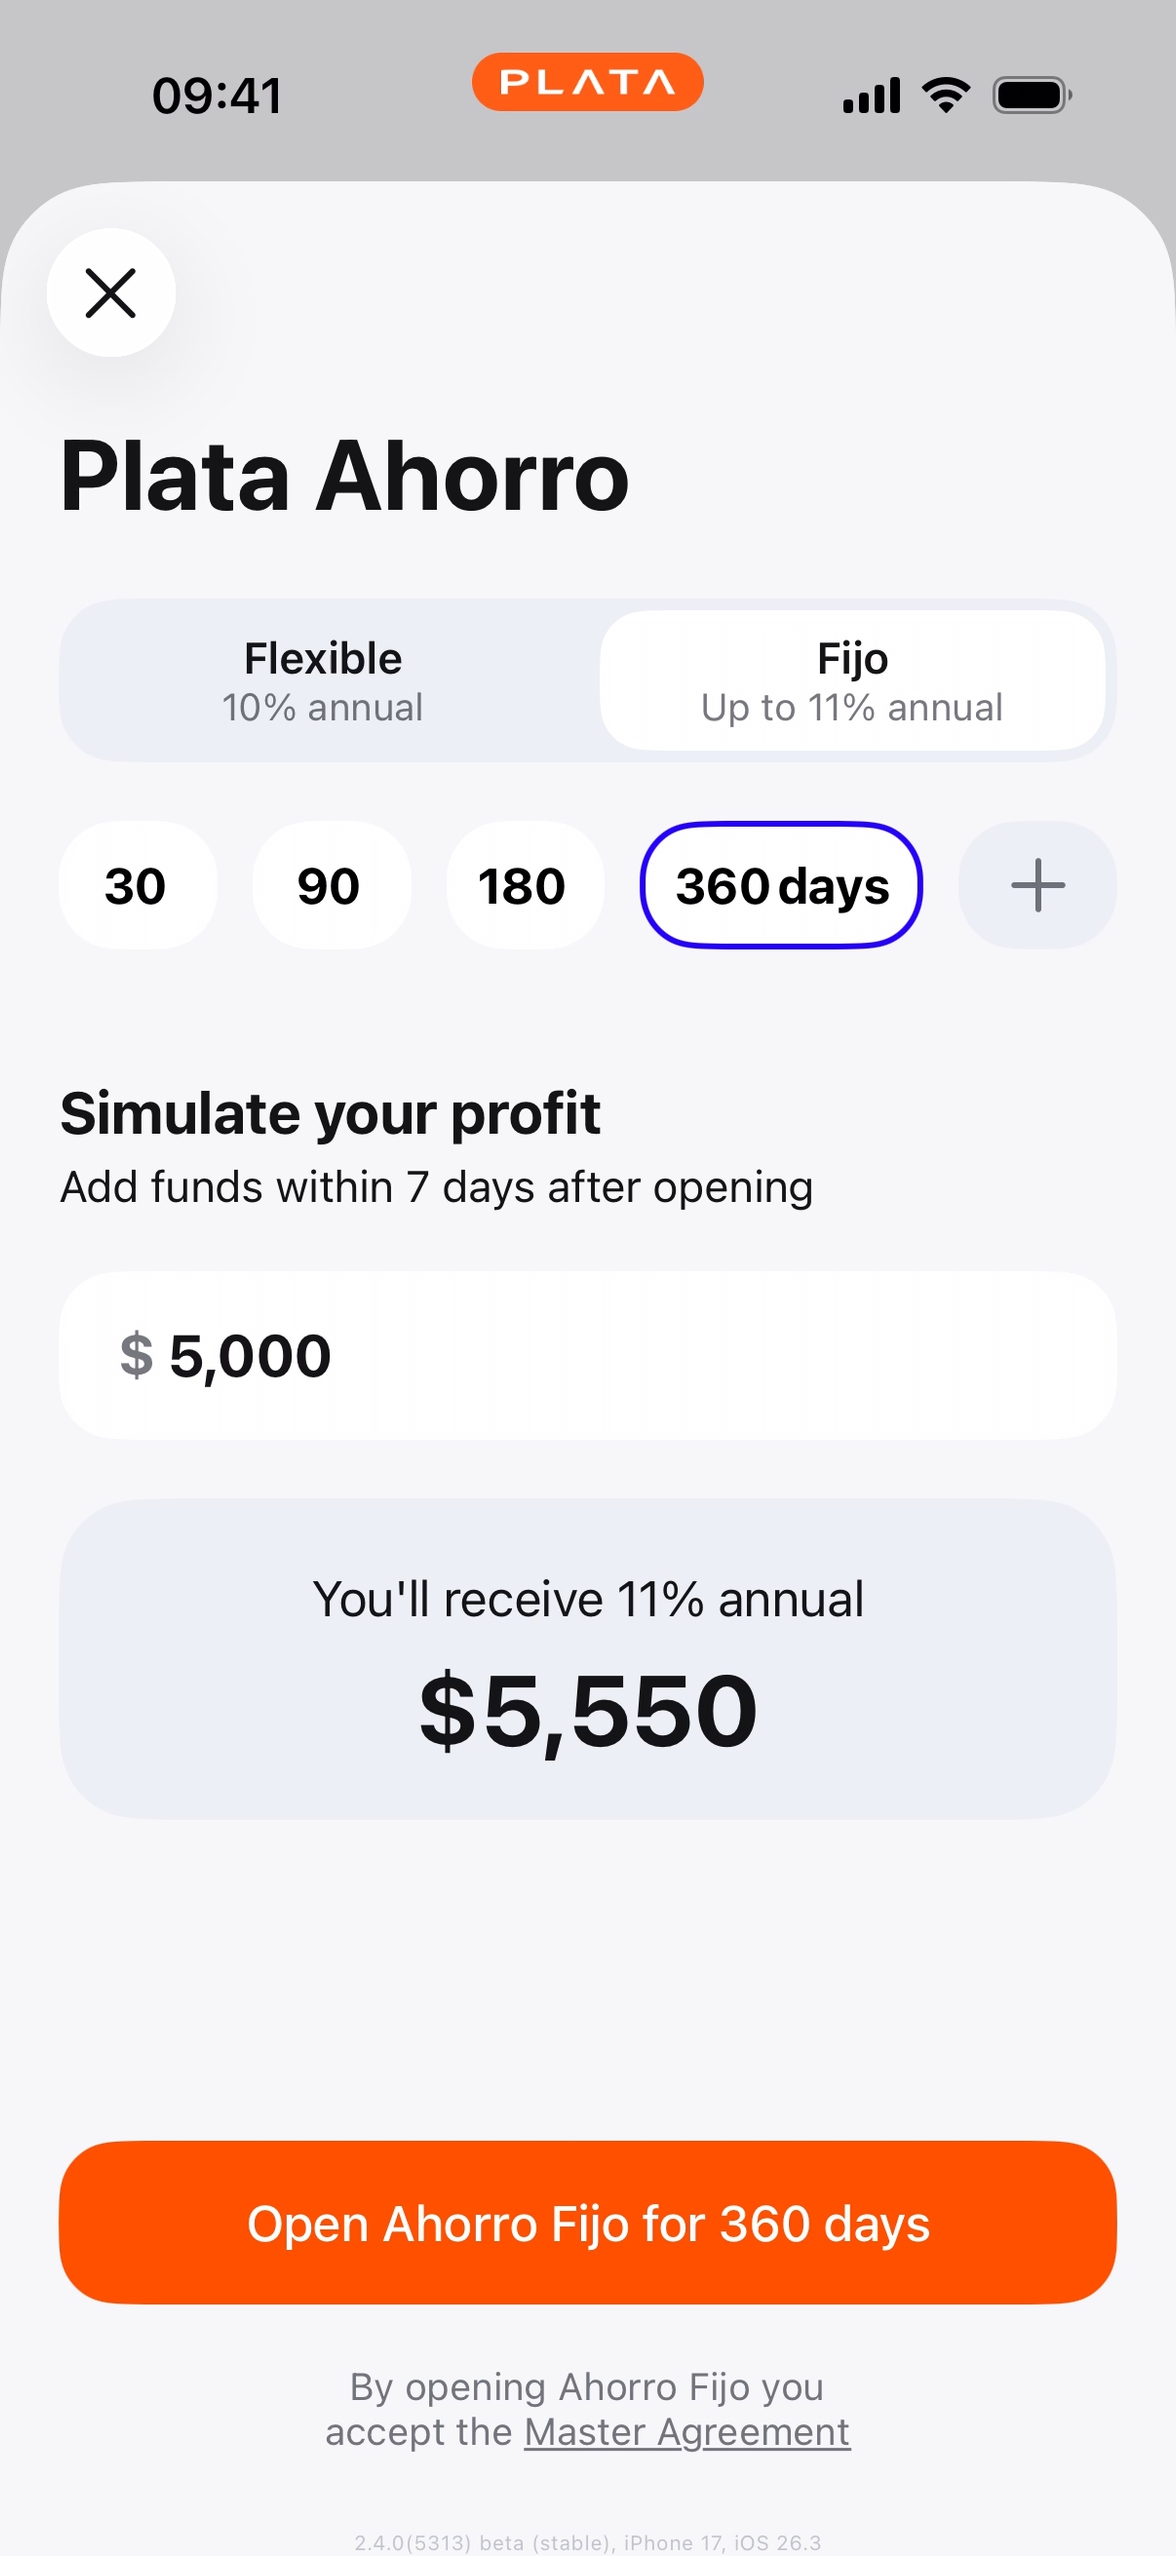 09:41
PLATA
Plata Ahorro
Flexible
10% annual
Fijo
Up to 11% annual
30
90
180
360 days
Simulate your profit
Add funds within 7 days after opening
$ 5,000
You'll receive 11% annual
$5,550
Open Ahorro Fijo for 360 days
By opening Ahorro Fijo you
accept the Master Agreement
2.4.0(5313) beta (stable), iPhone 17, iOS 26.3